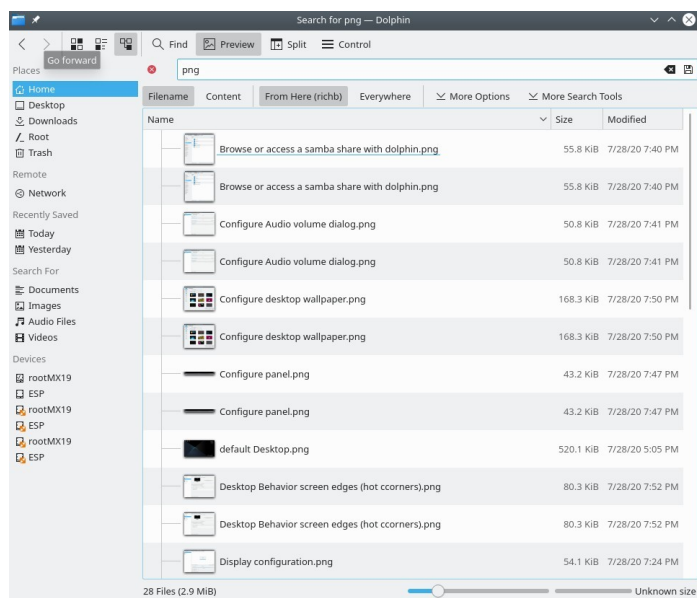 Search for png — Dolphin
Find Preview Split Control
Go forward
Places
png
Home
Desktop
Downloads
Root
Trash
Remote
Network
Recently Saved
Today
Yesterday
Search For
Documents
Images
Audio Files
Videos
Devices
rootMX19
ESP
rootMX19
ESP
rootMX19
ESP
Filename Content From Here (richb) Everywhere More Options More Search Tools
Name Size Modified
Browse or access a samba share with dolphin.png 55.8 KiB 7/28/20 7:40 PM
Browse or access a samba share with dolphin.png 55.8 KiB 7/28/20 7:40 PM
Configure Audio volume dialog.png 50.8 KiB 7/28/20 7:41 PM
Configure Audio volume dialog.png 50.8 KiB 7/28/20 7:41 PM
Configure desktop wallpaper.png 168.3 KiB 7/28/20 7:50 PM
Configure desktop wallpaper.png 168.3 KiB 7/28/20 7:50 PM
Configure panel.png 43.2 KiB 7/28/20 7:47 PM
Configure panel.png 43.2 KiB 7/28/20 7:47 PM
default Desktop.png 520.1 KiB 7/28/20 5:05 PM
Desktop Behavior screen edges (hot ccorners).png 80.3 KiB 7/28/20 7:52 PM
Desktop Behavior screen edges (hot ccorners).png 80.3 KiB 7/28/20 7:52 PM
Display configuration.png 54.1 KiB 7/28/20 7:24 PM
28 Files (2.9 MiB) Unknown size